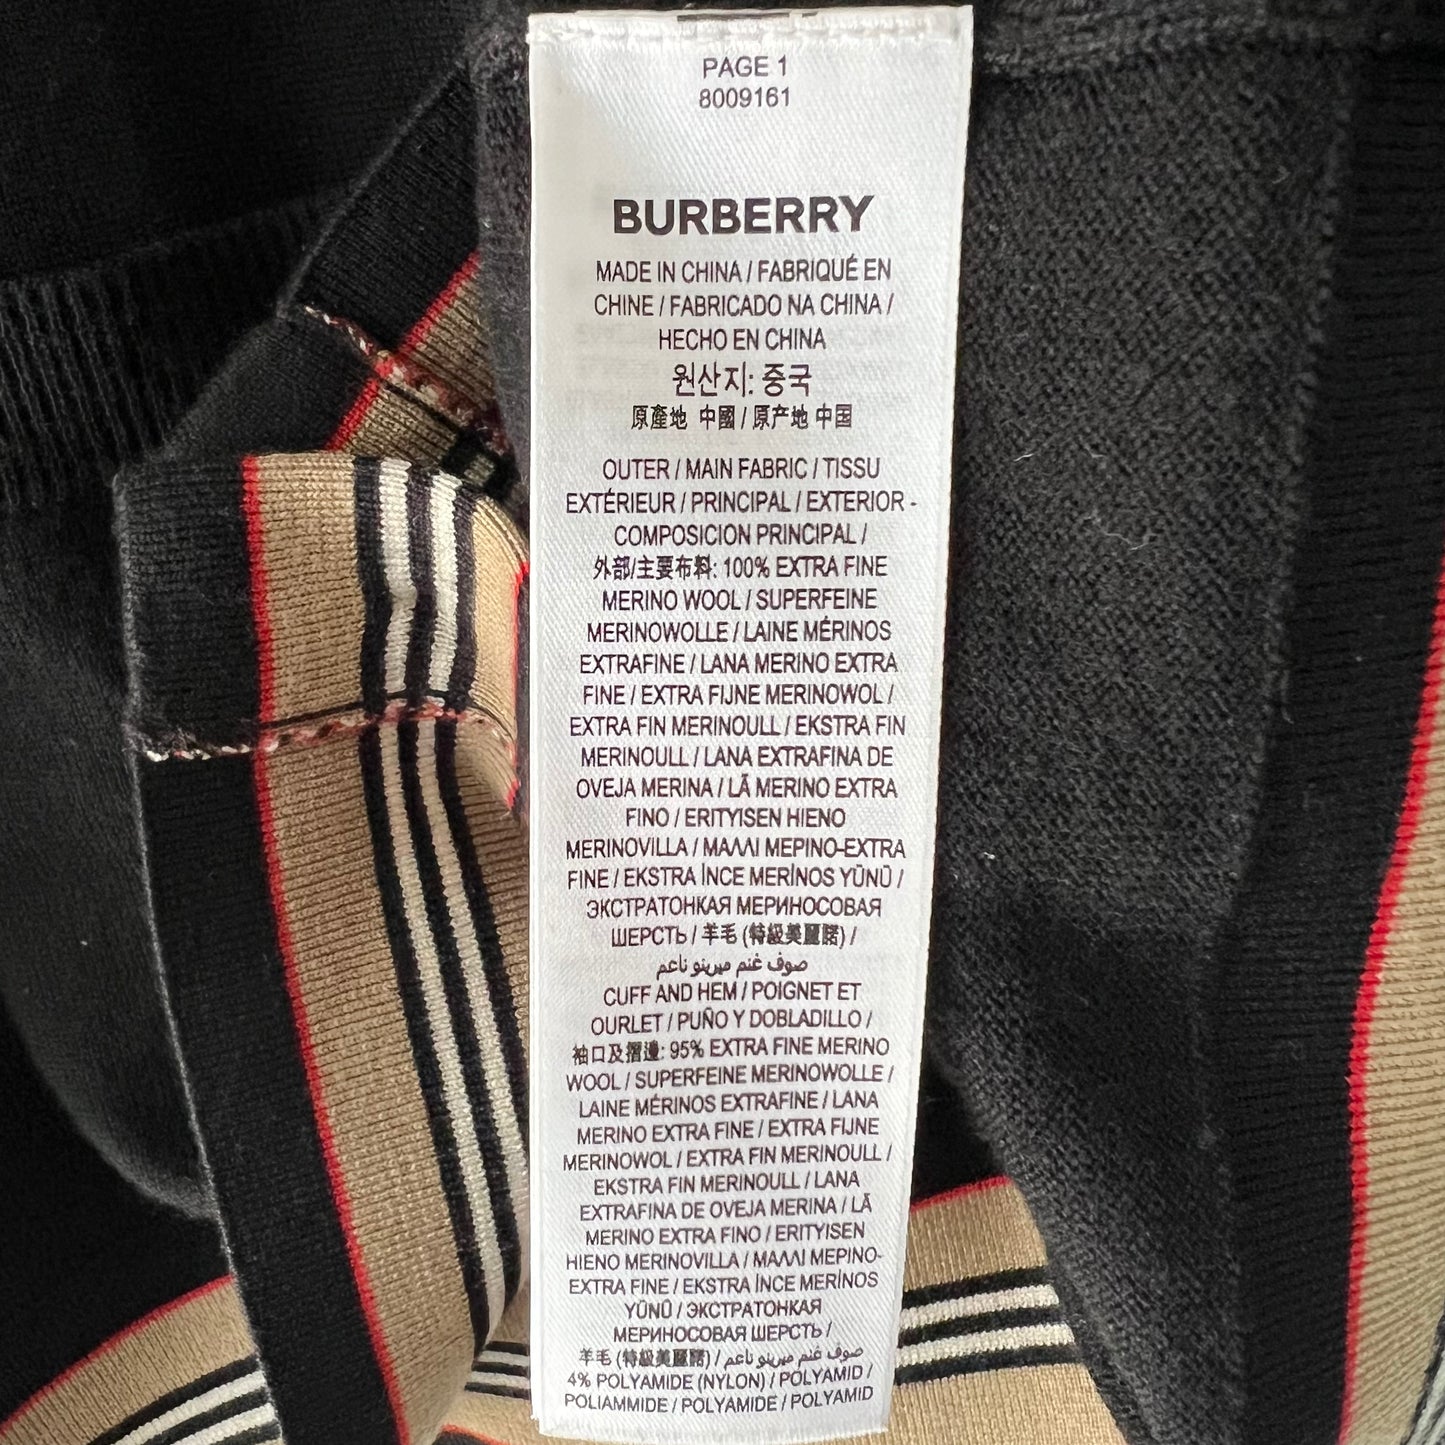 PAGE 1
8009161
BURBERRY
MADE IN CHINA / FABRIQUÉ EN
CHINE / FABRICADO NA CHINA /
HECHO EN CHINA
원산지: 중국
原產地 中國 / 原产地 中国
OUTER / MAIN FABRIC / TISSU
EXTÉRIEUR / PRINCIPAL / EXTERIOR -
COMPOSICION PRINCIPAL /
外部/主要布料: 100% EXTRA FINE
MERINO WOOL / SUPERFEINE
MERINOWOLLE / LAINE MÉRINOS
EXTRAFINE / LANA MERINO EXTRA
FINE / EXTRA FIJNE MERINOWOL /
EXTRA FIN MERINOULL / EKSTRA FIN
MERINOULL / LANA EXTRAFINA DE
OVEJA MERINA / LÃ MERINO EXTRA
FINO / ERITYISEN HIENO
MERINOVILLA / ΜΑΛΛΙ ΜΕΡΙΝΟ-EXTRA
FINE / EKSTRA İNCE MERİNOS YÜNÜ /
ЭКСТРАТОНКАЯ МЕРИНОСОВАЯ
ШЕРСТЬ / 羊毛 (特級美麗諾) /
صوف غنم ميرينو ناعم
CUFF AND HEM / POIGNET ET
OURLET / PUÑO Y DOBLADILLO /
袖口及摺邊: 95% EXTRA FINE MERINO
WOOL / SUPERFEINE MERINOWOLLE /
LAINE MÉRINOS EXTRAFINE / LANA
MERINO EXTRA FINE / EXTRA FIJNE
MERINOWOL / EXTRA FIN MERINOULL /
EKSTRA FIN MERINOULL / LANA
EXTRAFINA DE OVEJA MERINA / LÃ
MERINO EXTRA FINO / ERITYISEN
HIENO MERINOVILLA / ΜΑΛΛΙ ΜΕΡΙΝΟ-
EXTRA FINE / EKSTRA İNCE MERİNOS
YÜNÜ / ЭКСТРАТОНКАЯ
МЕРИНОСОВАЯ ШЕРСТЬ /
羊毛 (特級美麗諾) / صوف غنم ميرينو ناعم /
4% POLYAMIDE (NYLON) / POLYAMID /
POLIAMMIDE / POLYAMIDE / POLYAMID